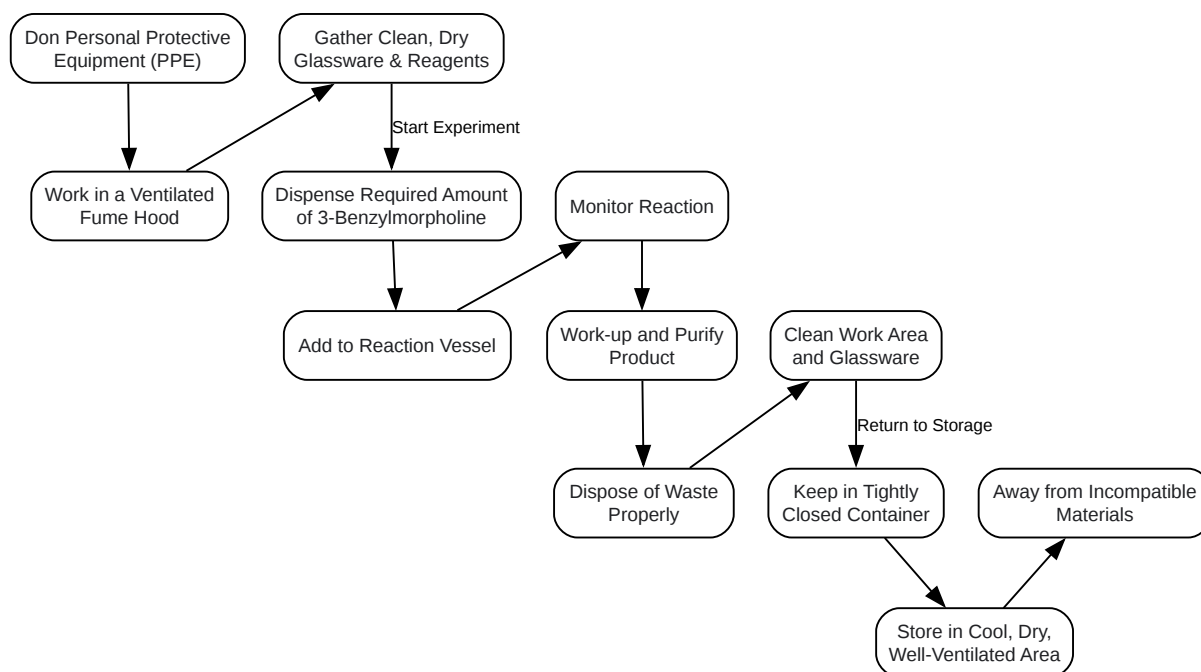 Don Personal Protective
Equipment (PPE)
Gather Clean, Dry
Glassware & Reagents
Start Experiment
Work in a Ventilated
Fume Hood
Dispense Required Amount
of 3-Benzylmorpholine
Monitor Reaction
Add to Reaction Vessel
Work-up and Purify
Product
Clean Work Area
and Glassware
Return to Storage
Dispose of Waste
Properly
Keep in Tightly
Closed Container
Away from Incompatible
Materials
Store in Cool, Dry,
Well-Ventilated Area